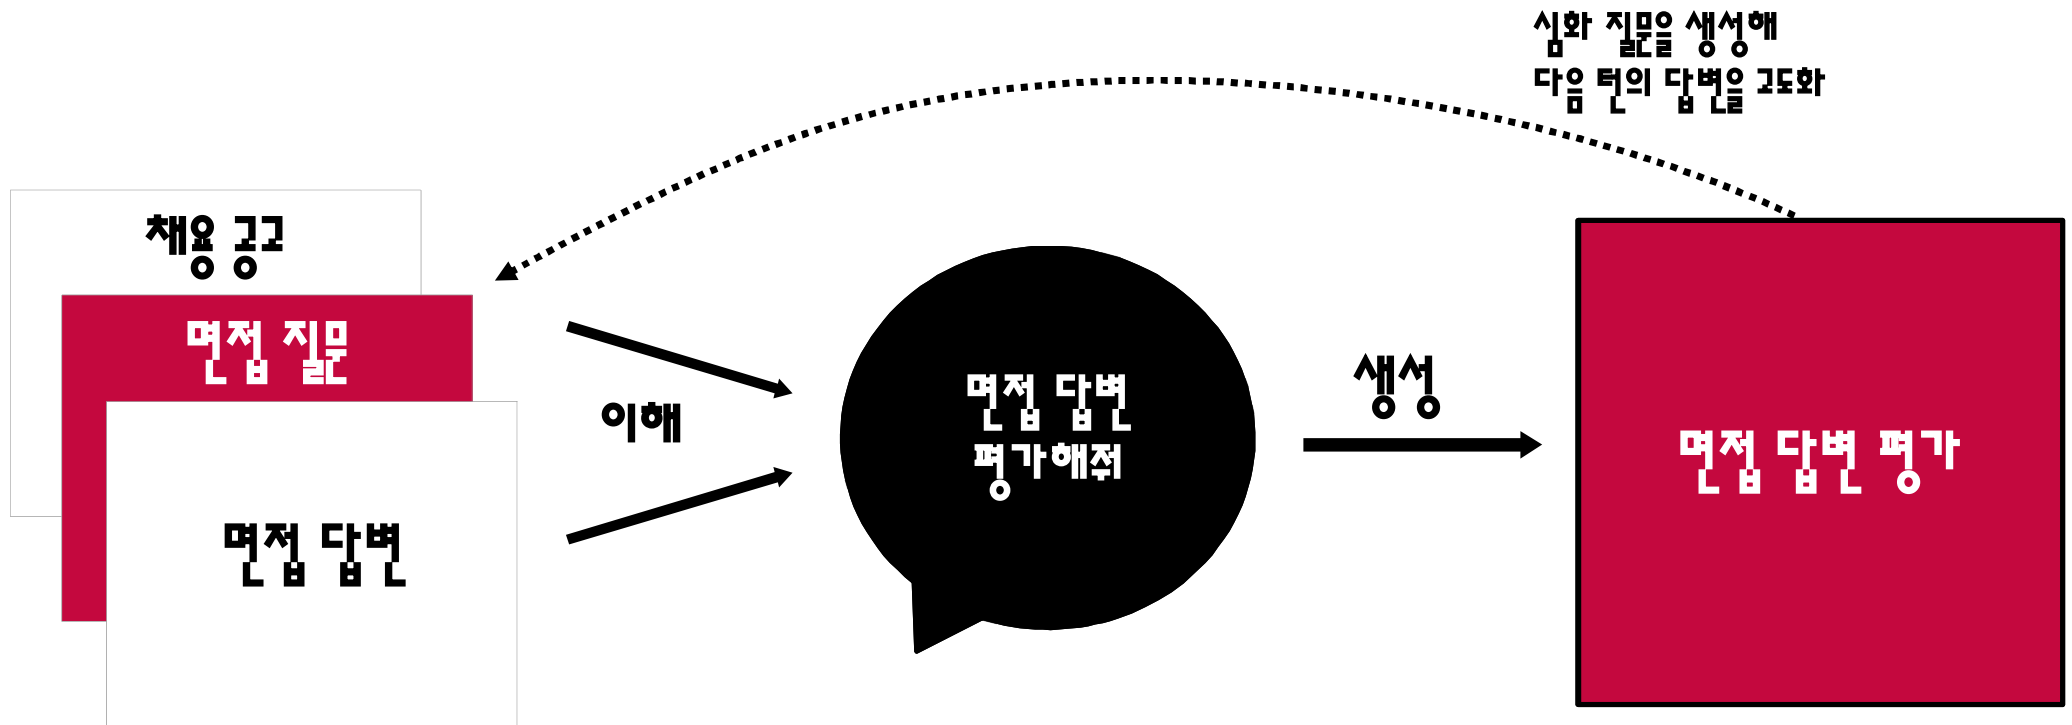 심화 질문을 생성해
다음 턴의 답변을 고도화
채용 공고
면접 질문
면접 답변
이해
면접 답변
평가해줘
생성
면접 답변 평가